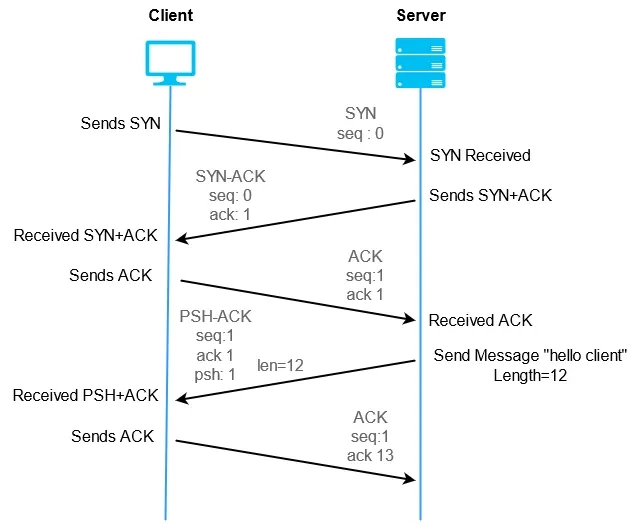 Client
Server
Sends SYN
SYN
seq : 0
SYN Received
SYN-ACK
seq: 0
ack: 1
Sends SYN+ACK
Received SYN+ACK
Sends ACK
ACK
seq:1
ack 1
Received ACK
PSH-ACK
seq:1
ack 1
psh: 1
len=12
Send Message "hello client"
Length=12
Received PSH+ACK
Sends ACK
ACK
seq:1
ack 13